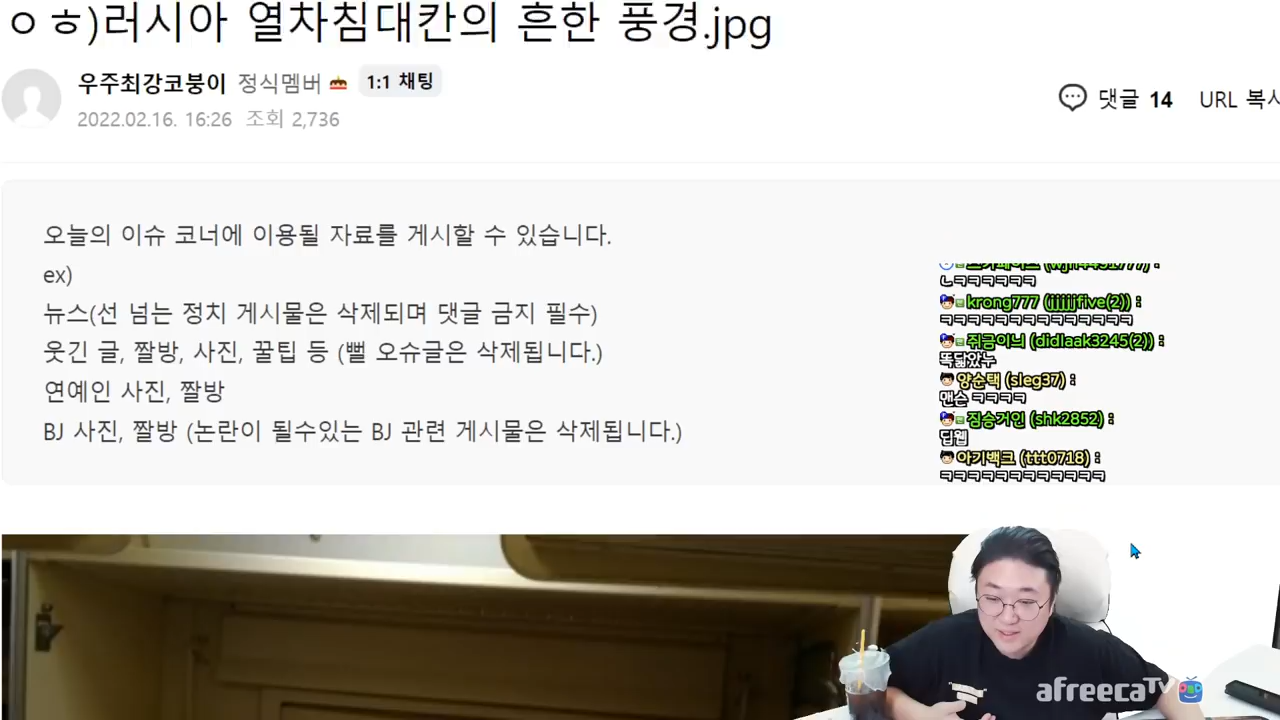 ㅇㅎ)러시아 열차침대칸의 흔한 풍경.jpg
우주최강코붕이 정식멤버 1:1 채팅
2022.02.16. 16:26 조회 2,736
댓글 14 URL
오늘의 이슈 코너에 이용될 자료를 게시할 수 있습니다.
ex)
뉴스(선 넘는 정치 게시물은 삭제되며 댓글 금지 필수)
웃긴 글, 짤방, 사진, 꿀팁 등 (뻘 오슈글은 삭제됩니다.)
연예인 사진, 짤방
BJ 사진, 짤방 (논란이 될수있는 BJ 관련 게시물은 삭제됩니다.)
ㄴㅋㅋㅋㅋㅋㅋ
krong777 (jjjjjfive(2)) :
ㅋㅋㅋㅋㅋㅋㅋㅋㅋㅋㅋㅋㅋㅋ
쥐금이늬 (didlaak3245(2)) :
똑닮았누
양순택 (sleg37) :
맨슨 ㅋㅋㅋㅋ
짐승거인 (shk2852) :
딥웹
아기백크 (ttt0718) :
ㅋㅋㅋㅋㅋㅋㅋㅋㅋㅋㅋㅋ
afreecaTV